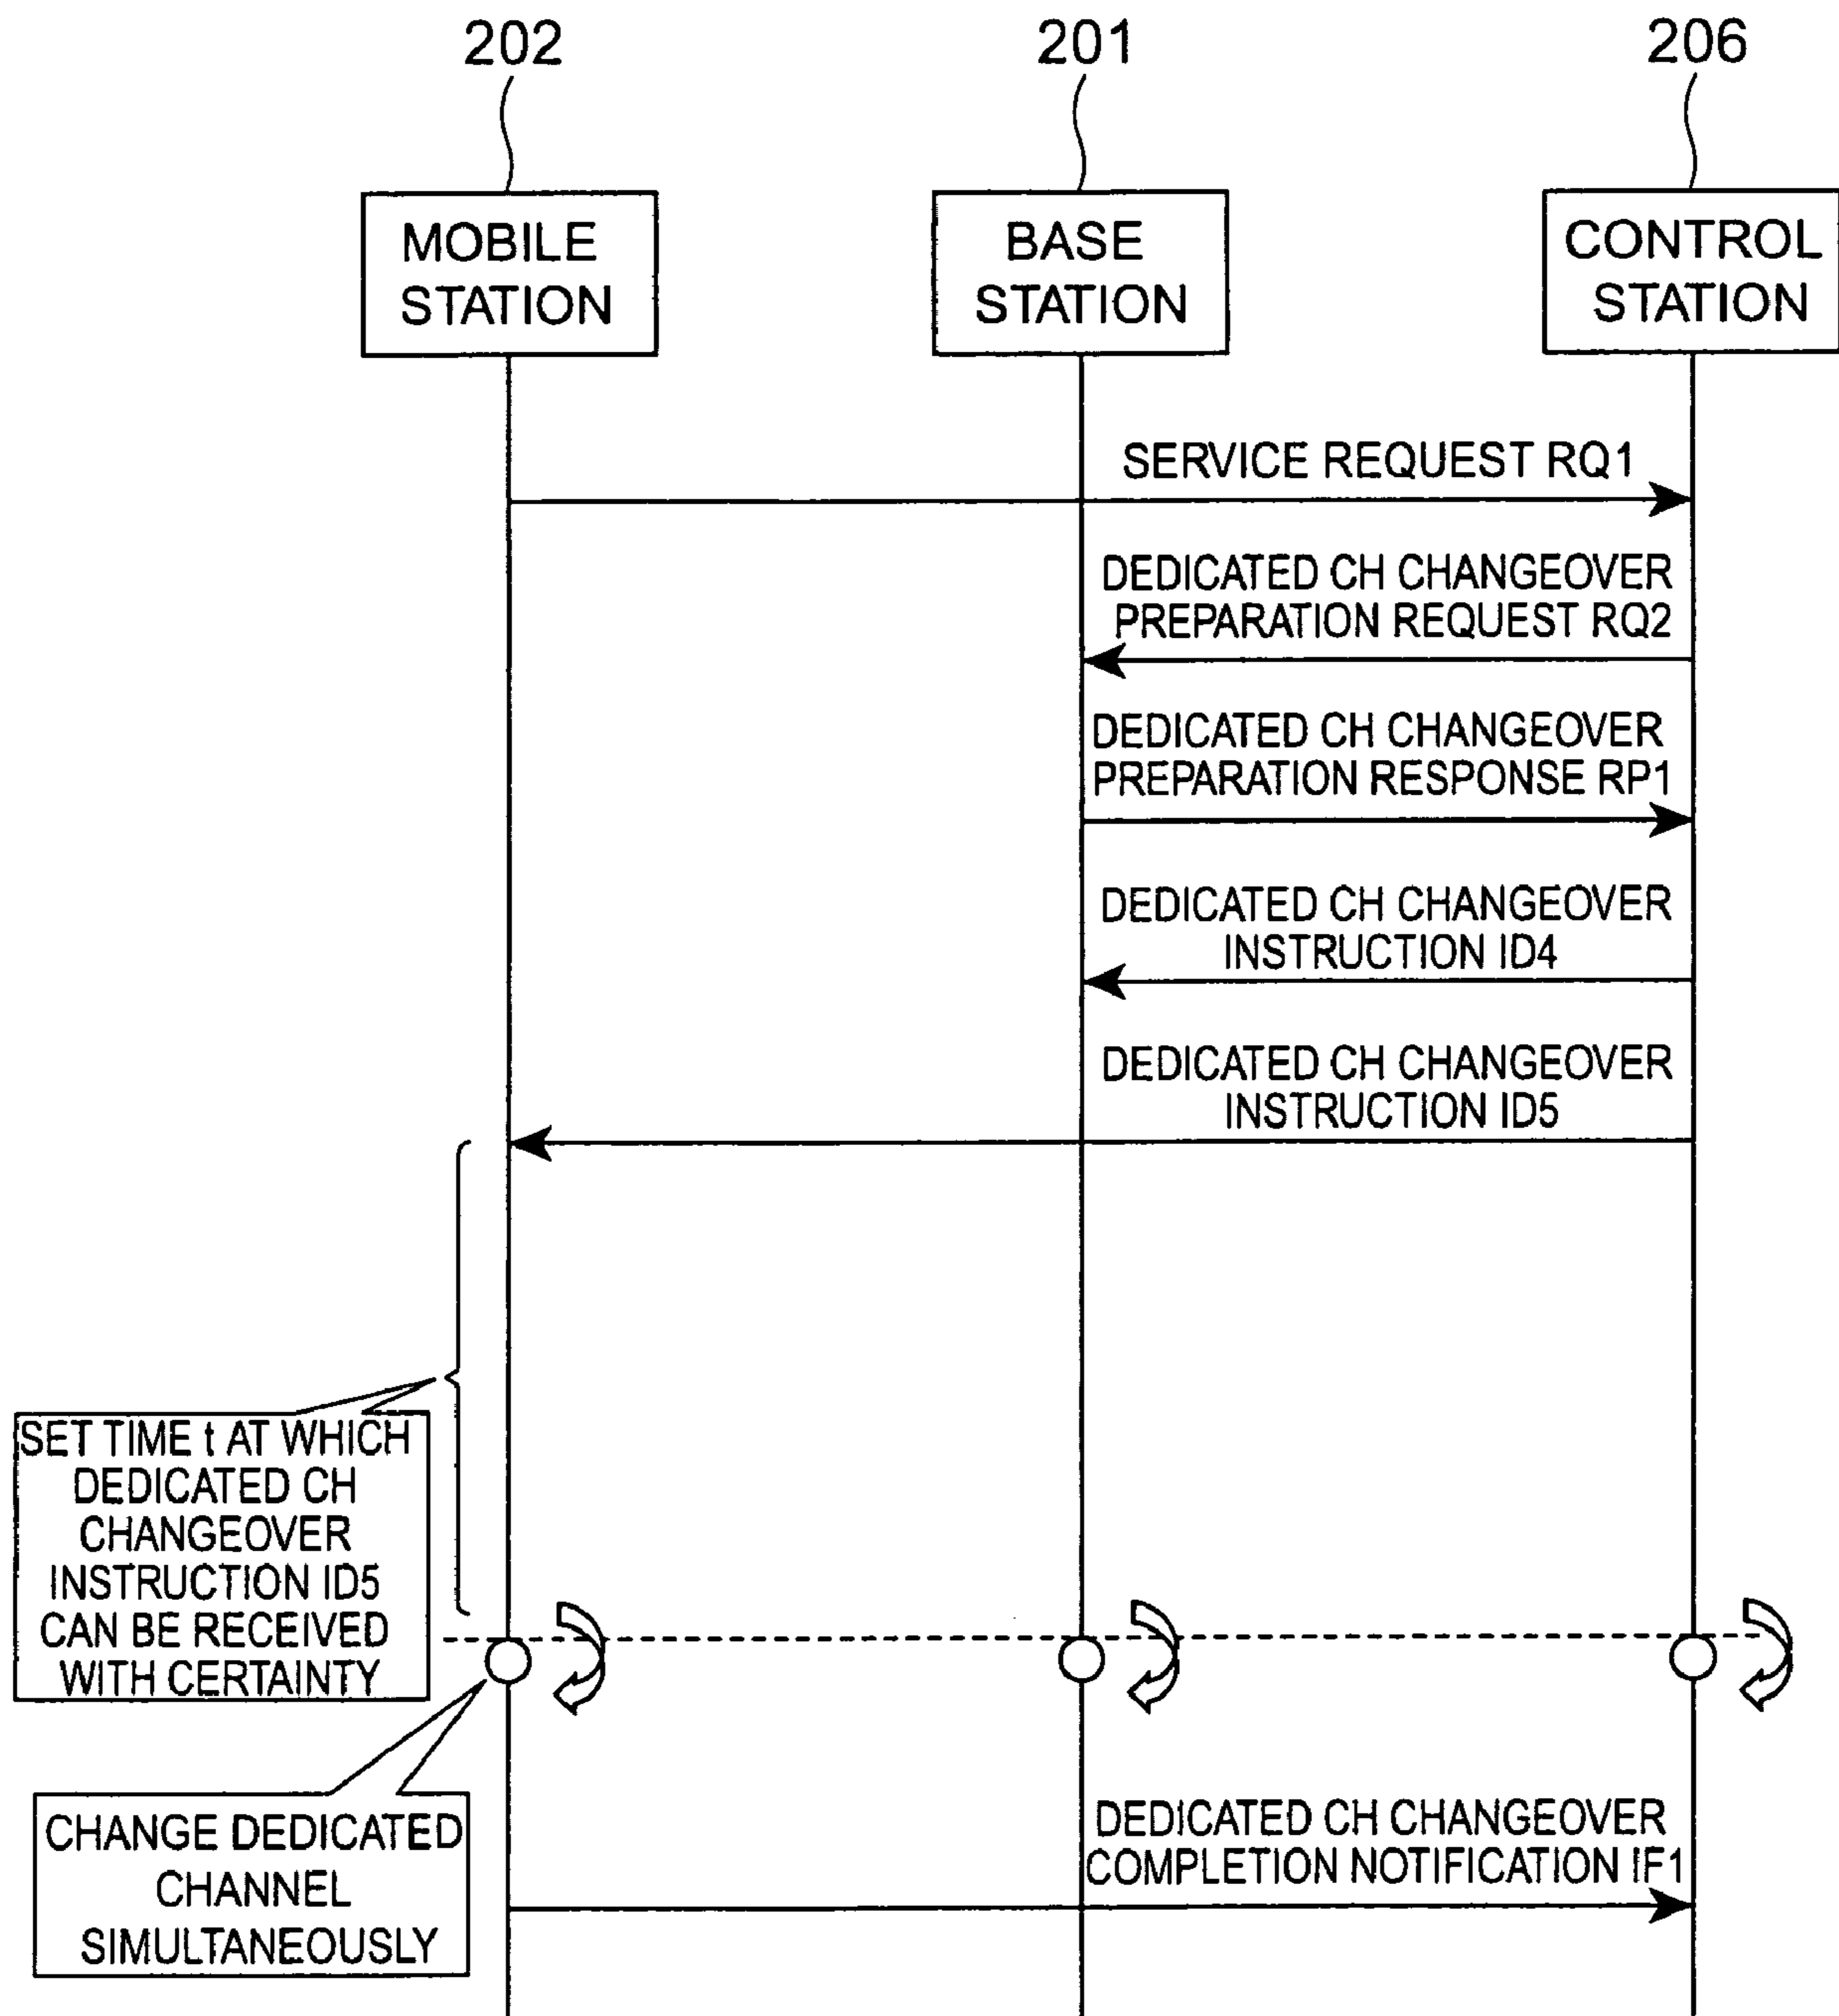 202
201
206
MOBILE
STATION
BASE
STATION
CONTROL
STATION
SERVICE REQUEST RQ1
DEDICATED CH CHANGEOVER
PREPARATION REQUEST RQ2
DEDICATED CH CHANGEOVER
PREPARATION RESPONSE RP1
DEDICATED CH CHANGEOVER
INSTRUCTION ID4
DEDICATED CH CHANGEOVER
INSTRUCTION ID5
SET TIME t AT WHICH
DEDICATED CH
CHANGEOVER
INSTRUCTION ID5
CAN BE RECEIVED
WITH CERTAINTY
CHANGE DEDICATED
CHANNEL
SIMULTANEOUSLY
DEDICATED CH CHANGEOVER
COMPLETION NOTIFICATION IF1